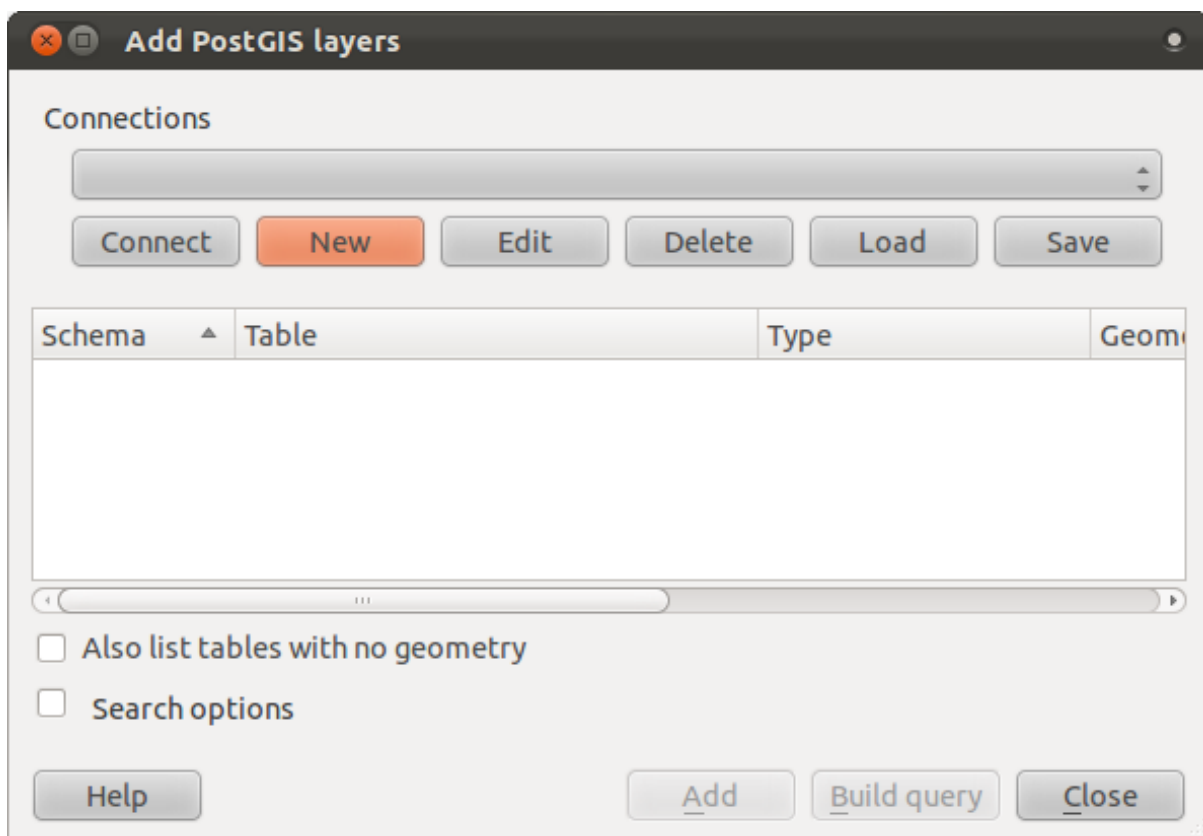 Add PostGIS layers
Connections
Connect New Edit Delete Load Save
Schema Table Type Geom
Also list tables with no geometry
Search options
Help Add Build query Close